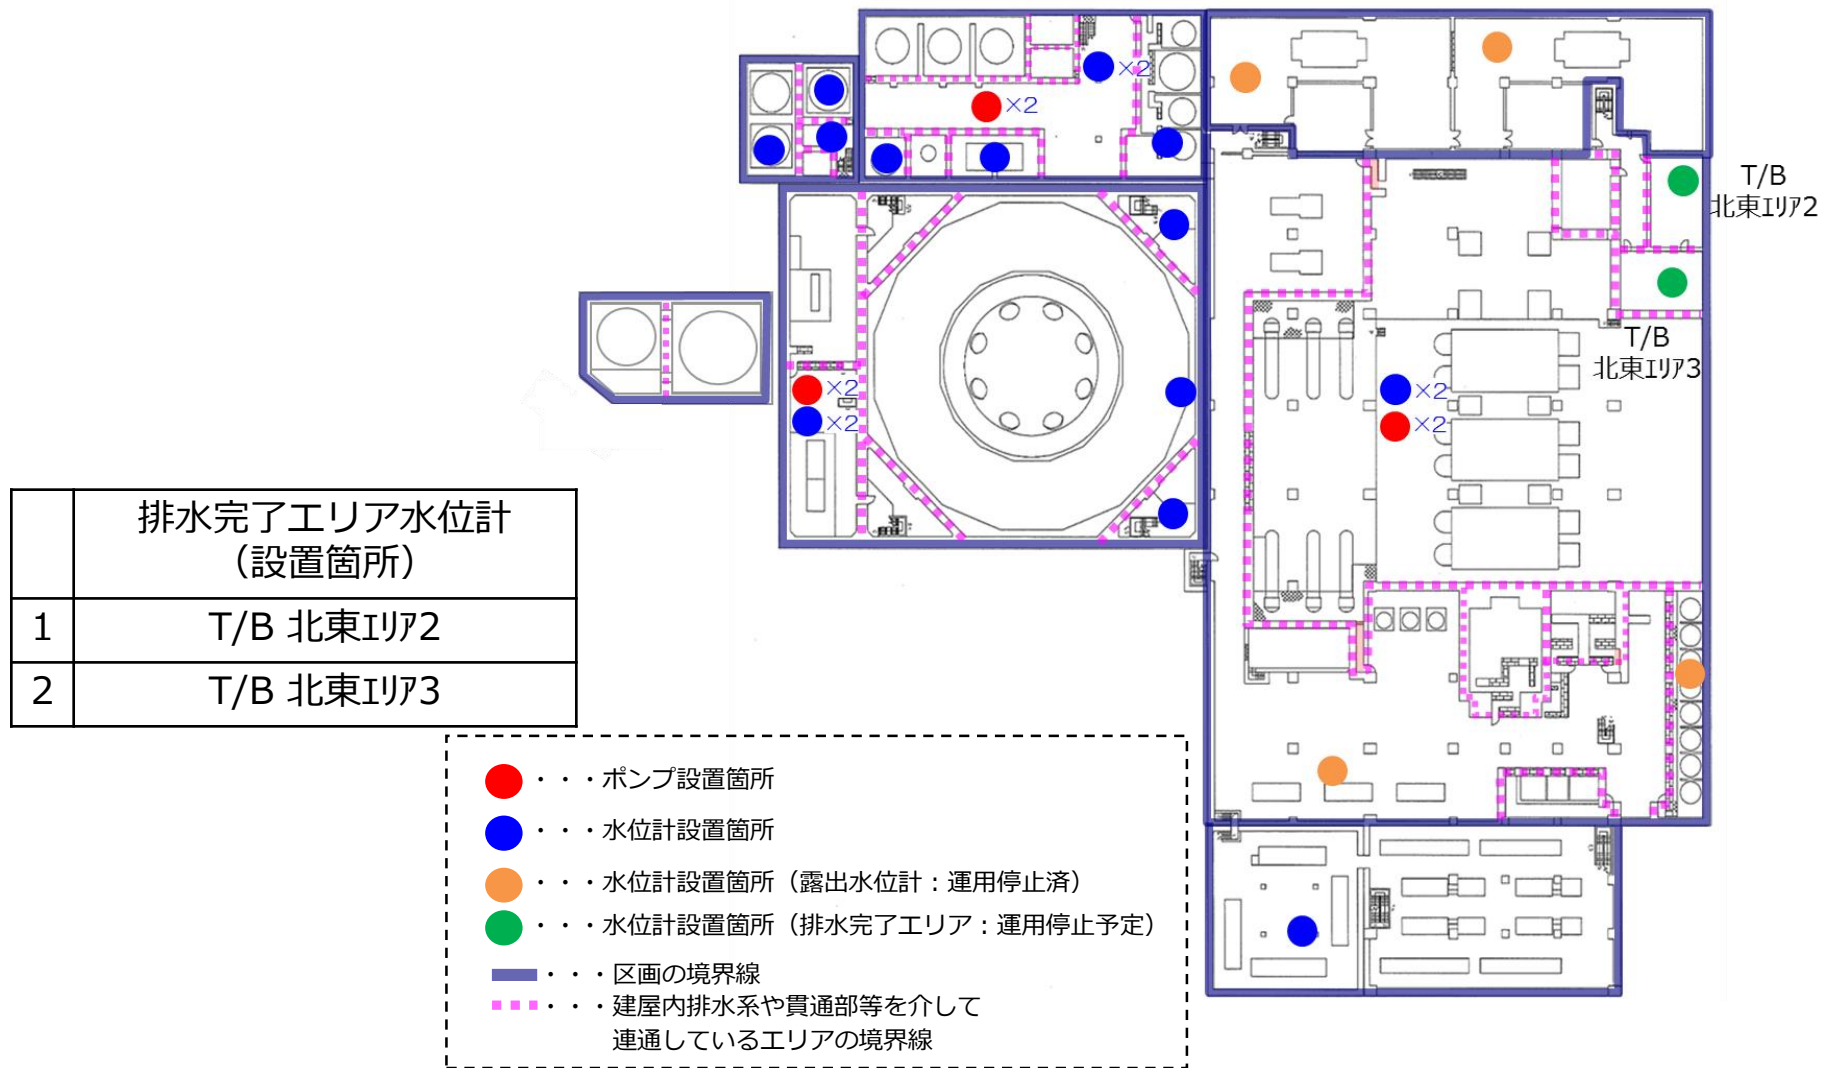 ×2
×2
T/B
北東ｴﾘｱ2
T/B
北東ｴﾘｱ3
×2
×2
×2
×2
排水完了エリア水位計
（設置箇所）
1 T/B 北東ｴﾘｱ2
2 T/B 北東ｴﾘｱ3
・・・ポンプ設置箇所
・・・水位計設置箇所
・・・水位計設置箇所（露出水位計：運用停止済）
・・・水位計設置箇所（排水完了エリア：運用停止予定）
・・・区画の境界線
・・・建屋内排水系や貫通部等を介して
連通しているエリアの境界線